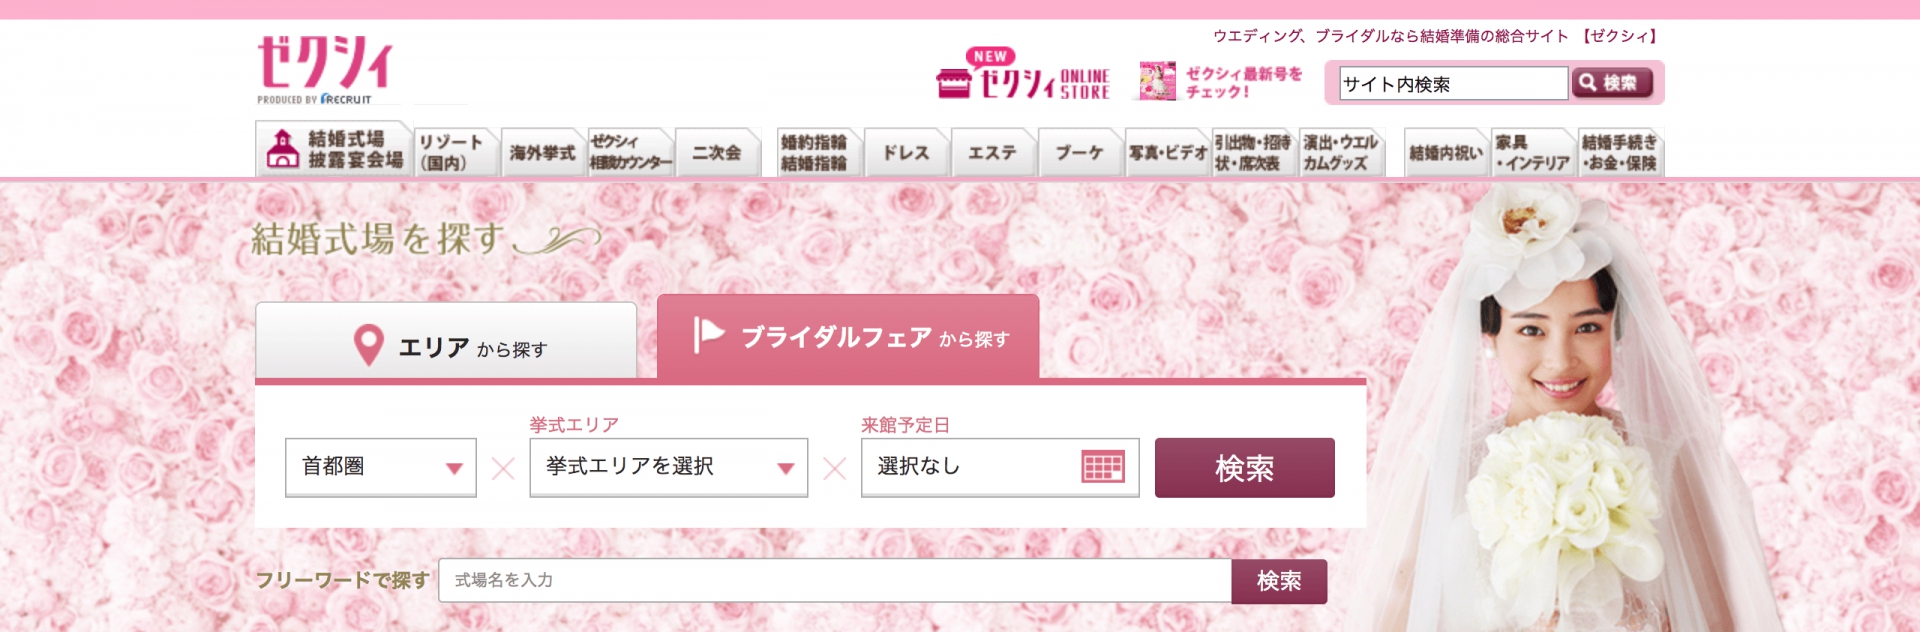 ウエディング、ブライダルなら結婚準備の総合サイト 【ゼクシィ】
ゼクシィ
PRODUCED BY RECRUIT
NEW
ゼクシィ ONLINE STORE
ゼクシィ最新号を
チェック!
サイト内検索
検索
結婚式場
披露宴会場
リゾート
(国内)
海外挙式
ゼクシィ
相談カウンター
二次会
婚約指輪
結婚指輪
ドレス
エステ
ブーケ
写真・ビデオ
引出物・招待
状・席次表
演出・ウエル
カムグッズ
結婚内祝い
家具
・インテリア
結婚手続き
・お金・保険
結婚式場を探す
エリア から探す
ブライダルフェア から探す
挙式エリア
来館予定日
首都圏
挙式エリアを選択
選択なし
検索
フリーワードで探す
式場名を入力
検索